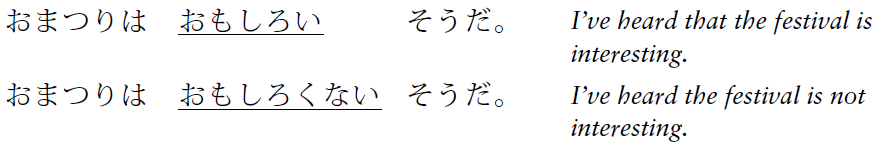 おまつりは おもしろい そうだ。 I've heard that the festival is
interesting.
おまつりは おもしろくない そうだ。 I've heard the festival is not
interesting.